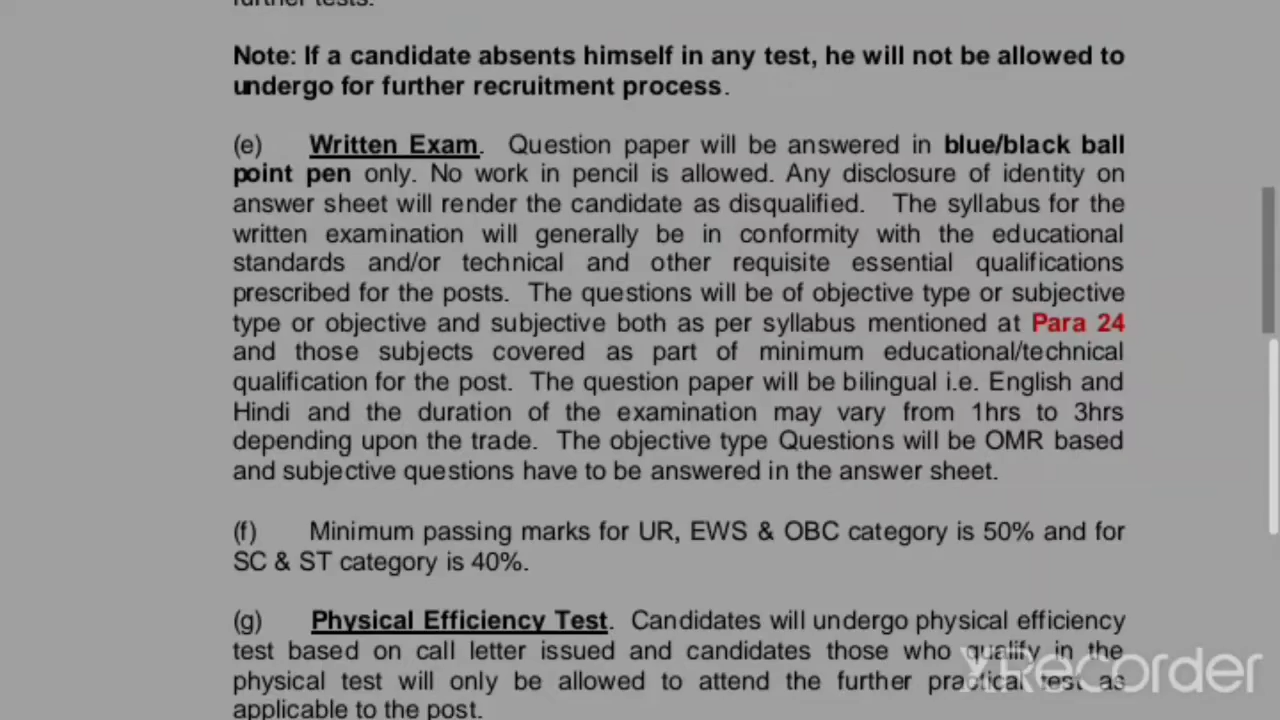 further tests.
Note: If a candidate absents himself in any test, he will not be allowed to
undergo for further recruitment process.
(e) Written Exam. Question paper will be answered in blue/black ball
point pen only. No work in pencil is allowed. Any disclosure of identity on
answer sheet will render the candidate as disqualified. The syllabus for the
written examination will generally be in conformity with the educational
standards and/or technical and other requisite essential qualifications
prescribed for the posts. The questions will be of objective type or subjective
type or objective and subjective both as per syllabus mentioned at Para 24
and those subjects covered as part of minimum educational/technical
qualification for the post. The question paper will be bilingual i.e. English and
Hindi and the duration of the examination may vary from 1hrs to 3hrs
depending upon the trade. The objective type Questions will be OMR based
and subjective questions have to be answered in the answer sheet.
(f) Minimum passing marks for UR, EWS & OBC category is 50% and for
SC & ST category is 40%.
(g) Physical Efficiency Test. Candidates will undergo physical efficiency
test based on call letter issued and candidates those who qualify in the
physical test will only be allowed to attend the further practical test as
applicable to the post.
XRecorder